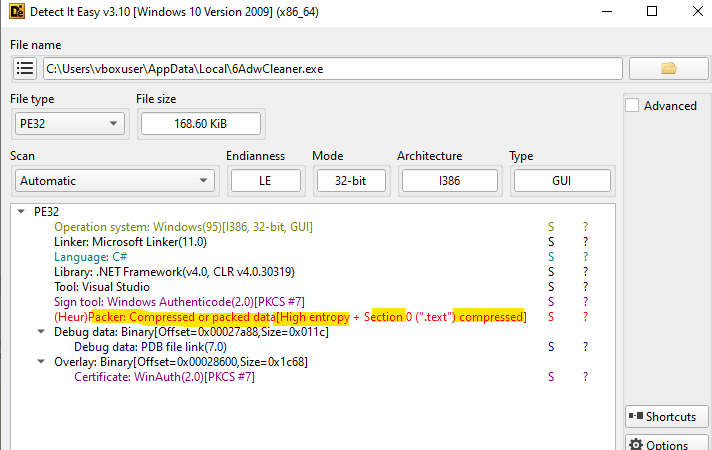 Detect It Easy v3.10 [Windows 10 Version 2009] (x86_64)
File name
C:\Users\vboxuser\AppData\Local\6AdwCleaner.exe
File type
File size
Advanced
PE32
168.60 KiB
Scan
Endianness
Mode
Architecture
Type
Automatic
LE
32-bit
I386
GUI
PE32
Operation system: Windows(95)[I386, 32-bit, GUI] S ?
Linker: Microsoft Linker(11.0) S ?
Language: C# S ?
Library: .NET Framework(v4.0, CLR v4.0.30319) S ?
Tool: Visual Studio S ?
Sign tool: Windows Authenticode(2.0)[PKCS #7] S ?
(Heur)Packer: Compressed or packed data[High entropy + Section 0 (".text") compressed] S ?
Debug data: Binary[Offset=0x00027a88,Size=0x011c]
Debug data: PDB file link(7.0) S ?
Overlay: Binary[Offset=0x00028600,Size=0x1c68]
Certificate: WinAuth(2.0)[PKCS #7] S ?
Shortcuts
Options